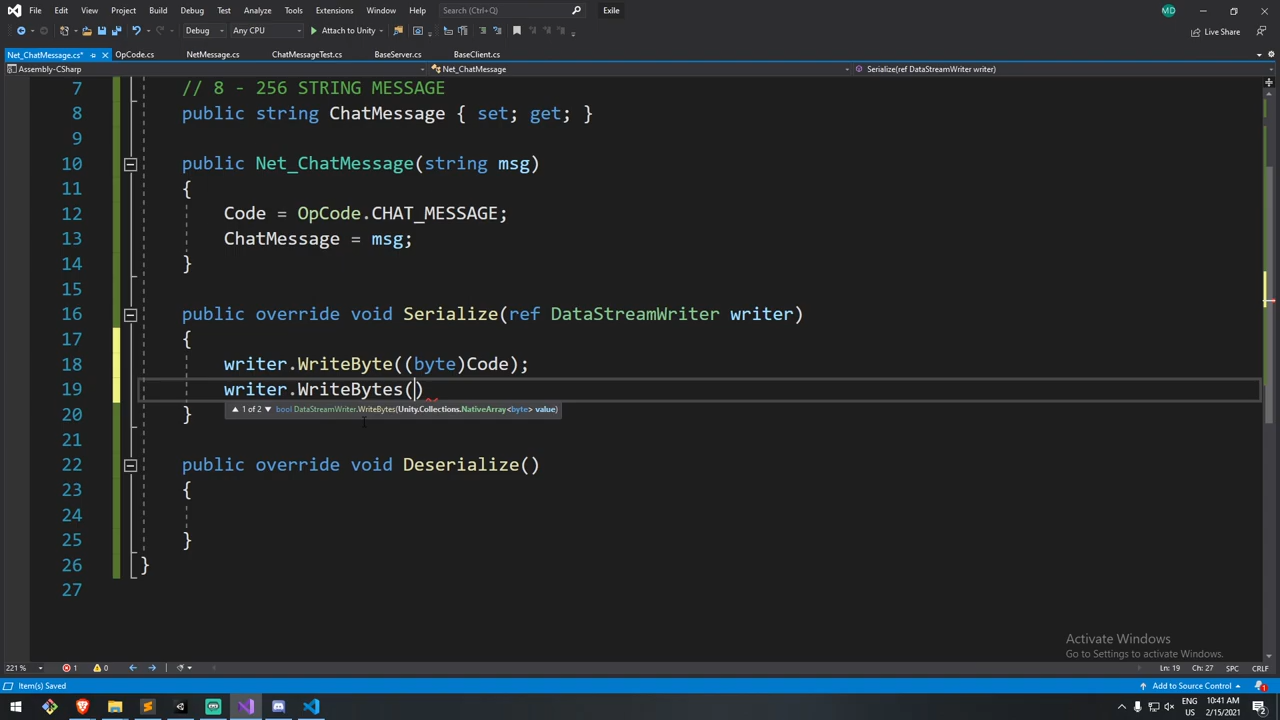 File Edit View Git Project Build Debug Test Analyze Tools Extensions Window Help Search (Ctrl+Q) Exile MD
Debug Any CPU Attach to Unity Live Share
Net_ChatMessage.cs* OpCode.cs NetMessage.cs ChatMessageTest.cs BaseServer.cs BaseClient.cs
Assembly-CSharp Net_ChatMessage Serialize(ref DataStreamWriter writer)
7 // 8 - 256 STRING MESSAGE
8 public string ChatMessage { set; get; }
9
10 public Net_ChatMessage(string msg)
11 {
12 Code = OpCode.CHAT_MESSAGE;
13 ChatMessage = msg;
14 }
15
16 public override void Serialize(ref DataStreamWriter writer)
17 {
18 writer.WriteByte((byte)Code);
19 writer.WriteBytes()
1 of 2 bool DataStreamWriter.WriteBytes(Unity.Collections.NativeArray<byte> value)
20 }
21
22 public override void Deserialize()
23 {
24
25 }
26 }
27
Activate Windows
Go to Settings to activate Windows.
221 % 1 0 Ln: 19 Ch: 27 SPC CRLF
Item(s) Saved Add to Source Control 1
ENG 10:41 AM
US 2/15/2021 2